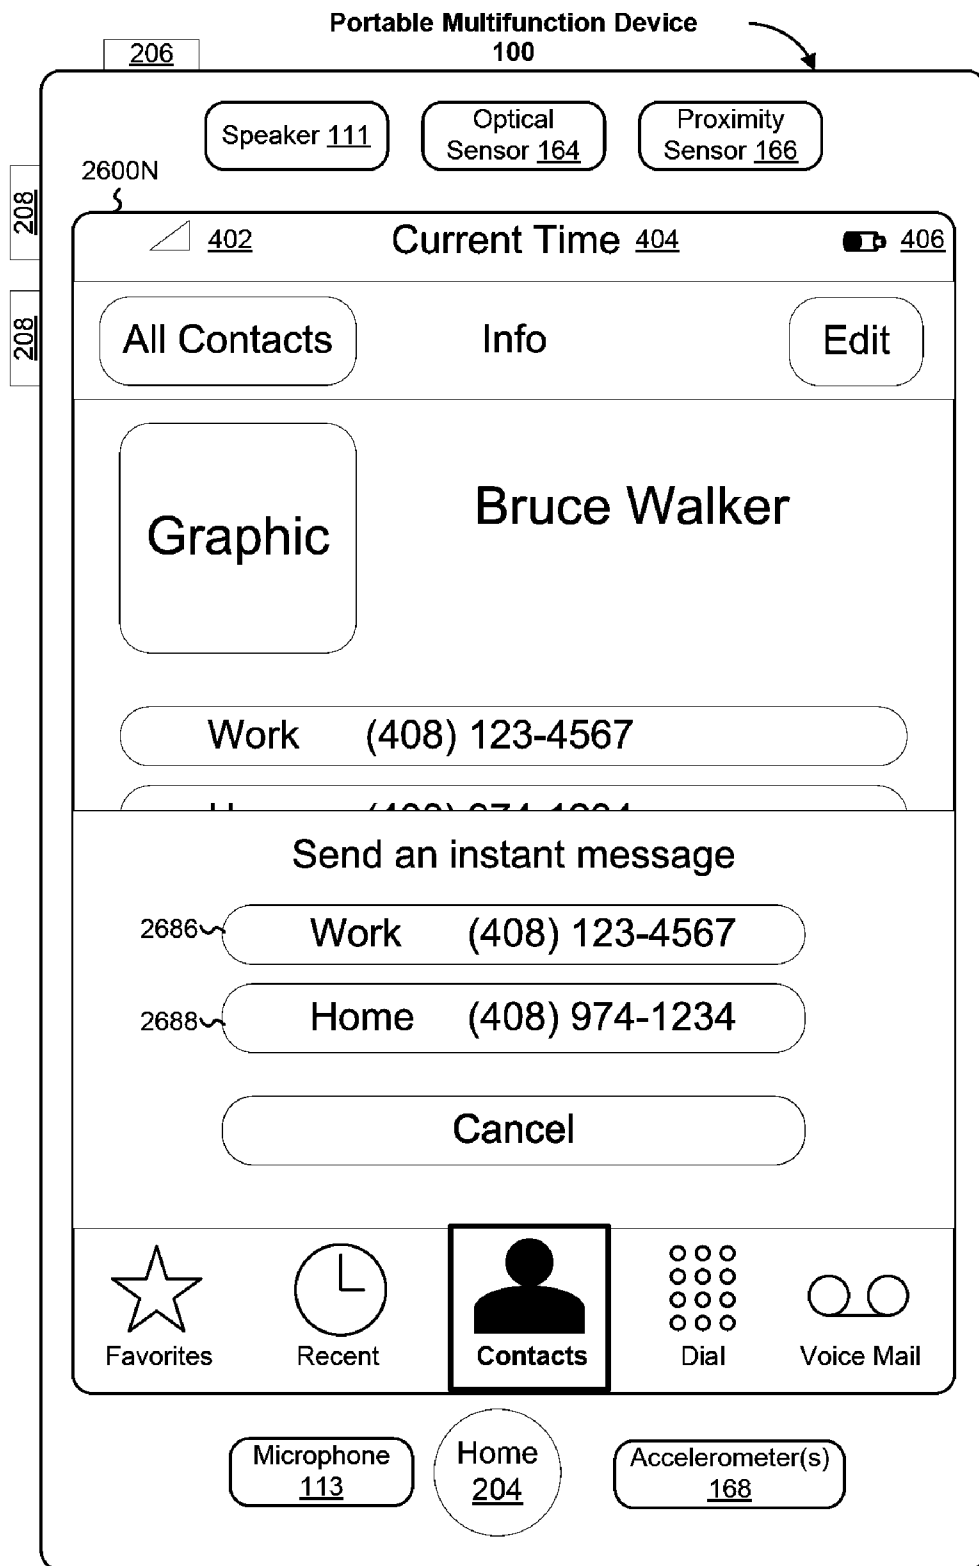 Portable Multifunction Device
100
206
Speaker 111
Optical
Sensor 164
Proximity
Sensor 166
2600N
208
208
402
Current Time 404
406
All Contacts
Info
Edit
Graphic
Bruce Walker
Work (408) 123-4567
Send an instant message
2686
Work (408) 123-4567
2688
Home (408) 974-1234
Cancel
Favorites
Recent
Contacts
Dial
Voice Mail
Microphone
113
Home
204
Accelerometer(s)
168